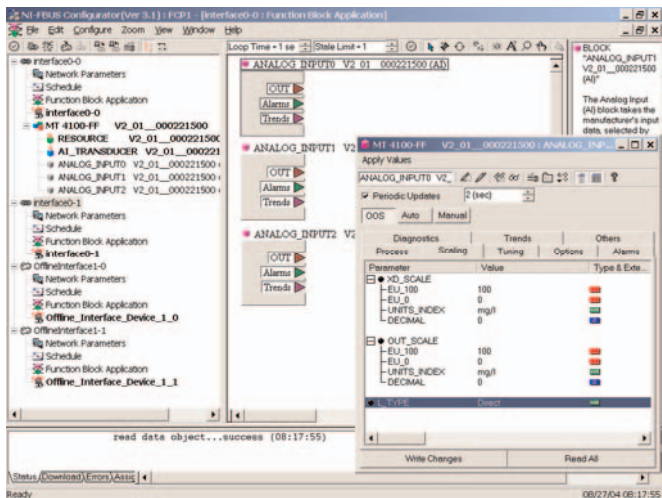 NI-FBUS Configurator(Ver 3.1) : FCP1 - [interface0-0 : Function Block Application]
File Edit Configure Zoom View Window Help
Loop Time = 1 se Stale Limit = 1
interface0-0
Network Parameters
Schedule
Function Block Application
interface0-0
MT 4100-FF V2_01__000221500
RESOURCE V2_01__000221500
AI_TRANSDUCER V2_01__000221
ANALOG_INPUT0 V2_01__000221500
ANALOG_INPUT1 V2_01__000221500
ANALOG_INPUT2 V2_01__000221500
interface0-1
Network Parameters
Schedule
Function Block Application
interface0-1
OfflineInterface1-0
Network Parameters
Schedule
Function Block Application
Offline_Interface_Device_1_0
OfflineInterface1-1
Network Parameters
Schedule
Function Block Application
Offline_Interface_Device_1_1
ANALOG_INPUT0 V2_01__000221500 (AI)
OUT
Alarms
Trends
ANALOG_INPUT1 V2
OUT
Alarms
Trends
ANALOG_INPUT2 V2
OUT
Alarms
Trends
BLOCK
"ANALOG_INPUT1
V2_01__000221500
(AI)"
The Analog Input
(AI) block takes the
manufacturer's input
data, selected by
MT 4100-FF V2_01__000221500 : ANALOG_INP...
Apply Values
ANALOG_INPUT0 V2_
Periodic Updates 2 (sec)
OOS Auto Manual
Diagnostics Trends Others
Process Scaling Tuning Options Alarms
Parameter Value Type & Exte...
XD_SCALE
EU_100 100
EU_0 0
UNITS_INDEX mg/l
DECIMAL 0
OUT_SCALE
EU_100 100
EU_0 0
UNITS_INDEX mg/l
DECIMAL 0
L_TYPE Direct
Write Changes Read All
read data object...success (08:17:55)
Status Download Errors Assig
Ready 08/27/04 08:17:55